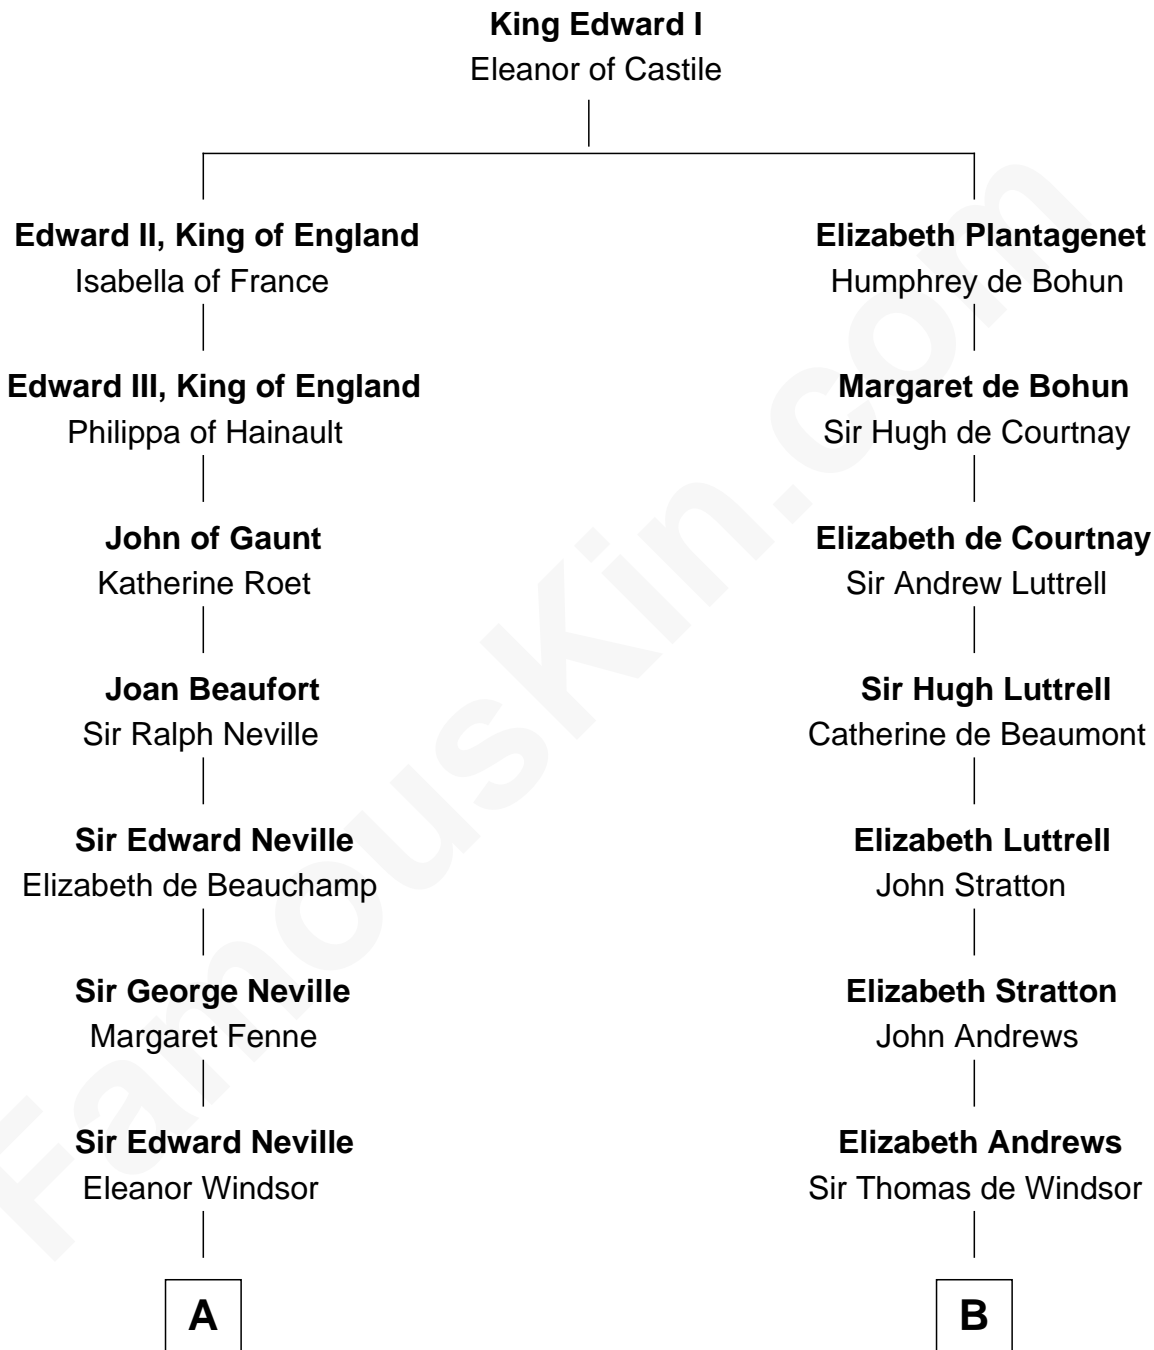 King Edward I
Eleanor of Castile
Edward II, King of England
Isabella of France
Edward III, King of England
Philippa of Hainault
John of Gaunt
Katherine Roet
Joan Beaufort
Sir Ralph Neville
Sir Edward Neville
Elizabeth de Beauchamp
Sir George Neville
Margaret Fenne
Sir Edward Neville
Eleanor Windsor
A
Elizabeth Plantagenet
Humphrey de Bohun
Margaret de Bohun
Sir Hugh de Courtnay
Elizabeth de Courtnay
Sir Andrew Luttrell
Sir Hugh Luttrell
Catherine de Beaumont
Elizabeth Luttrell
John Stratton
Elizabeth Stratton
John Andrews
Elizabeth Andrews
Sir Thomas de Windsor
B
FamousKin.com